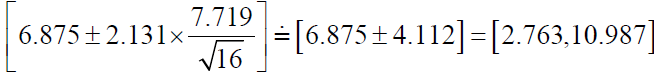 [6.875 ± 2.131 × 7.719/√16] ≐ [6.875 ± 4.112] = [2.763,10.987]